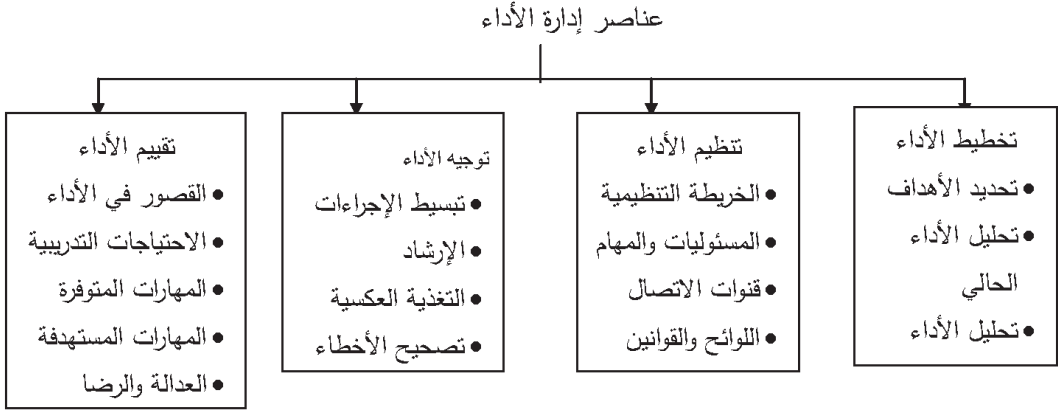 عناصر إدارة الأداء
تخطيط الأداء
• تحديد الأهداف
• تحليل الأداء
الحالي
• تحليل الأداء
تنظيم الأداء
• الخريطة التنظيمية
• المسئوليات والمهام
• قنوات الاتصال
• اللوائح والقوانين
توجيه الأداء
• تبسيط الإجراءات
• الإرشاد
• التغذية العكسية
• تصحيح الأخطاء
تقييم الأداء
• القصور في الأداء
• الاحتياجات التدريبية
• المهارات المتوفرة
• المهارات المستهدفة
• العدالة والرضا